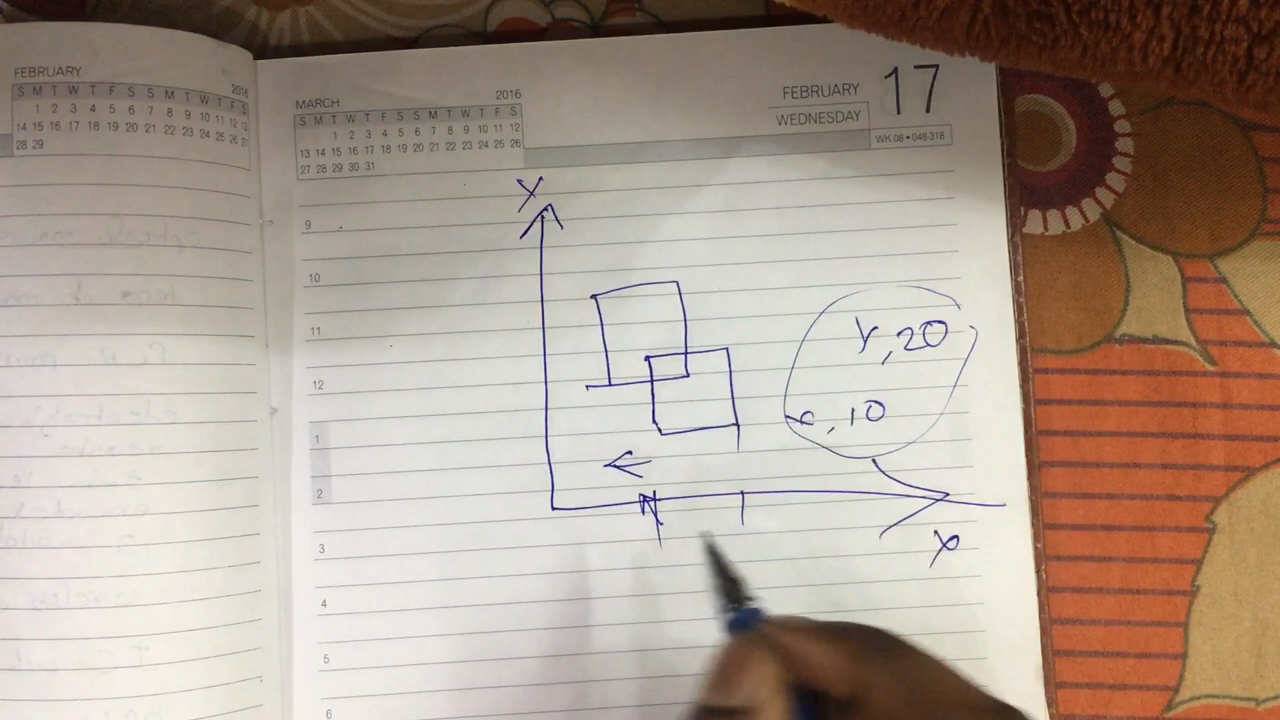 FEBRUARY
2016
S M T W T F S
1 2 3 4 5 6
7 8 9 10 11 12 13
14 15 16 17 18 19 20 21 22 23 24 25 26 27
28 29
MARCH 2016
S M T W T F S S M T W T F S
1 2 3 4 5 6 7 8 9 10 11 12
13 14 15 16 17 18 19 20 21 22 23 24 25 26
27 28 29 30 31
FEBRUARY 17
WEDNESDAY
WK 08 • 048-318
Y
9
10
11
12
1
2
3
4
5
6
Y, 20
x, 10
X